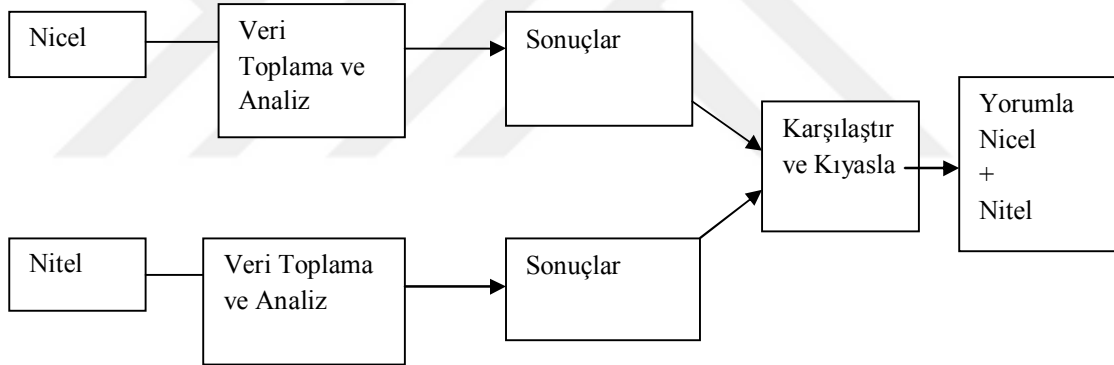 Nicel
Veri
Toplama ve
Analiz
Sonuçlar
Karşılaştır
ve Kıyasla
Yorumla
Nicel
+
Nitel
Nitel
Veri Toplama
ve Analiz
Sonuçlar